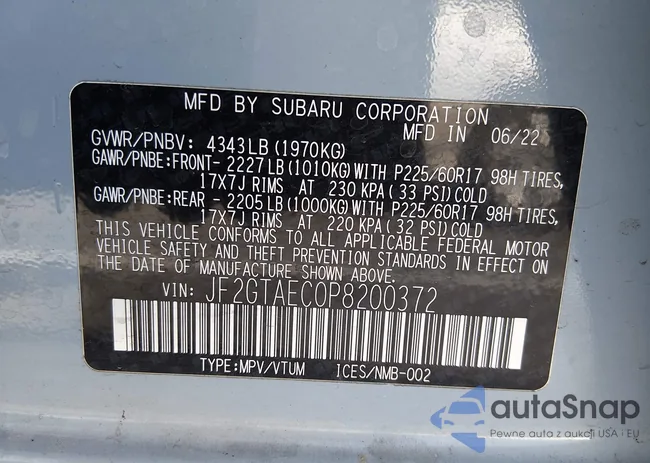 MFD BY SUBARU CORPORATION
MFD IN 06/22
GVWR/PNBV: 4343LB (1970KG)
GAWR/PNBE:FRONT- 2227LB (1010KG)WITH P225/60R17 98H TIRES,
17X7J RIMS AT 230 KPA (33 PSI)COLD
GAWR/PNBE:REAR - 2205LB (1000KG)WITH P225/60R17 98H TIRES,
17X7J RIMS AT 220 KPA (32 PSI)COLD
THIS VEHICLE CONFORMS TO ALL APPLICABLE FEDERAL MOTOR
VEHICLE SAFETY AND THEFT PREVENTION STANDARDS IN EFFECT
ON THE DATE OF MANUFACTURE SHOWN ABOVE.
VIN: JF2GTAEC0P8200372
TYPE:MPV/VTUM ICES/NMB-002
autaSnap
Pewne auta z aukcji USA - EU